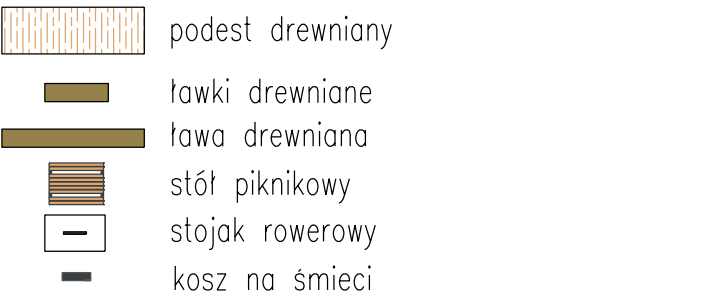 podest drewniany
ławki drewniane
ława drewniana
stół piknikowy
stojak rowerowy
kosz na śmieci